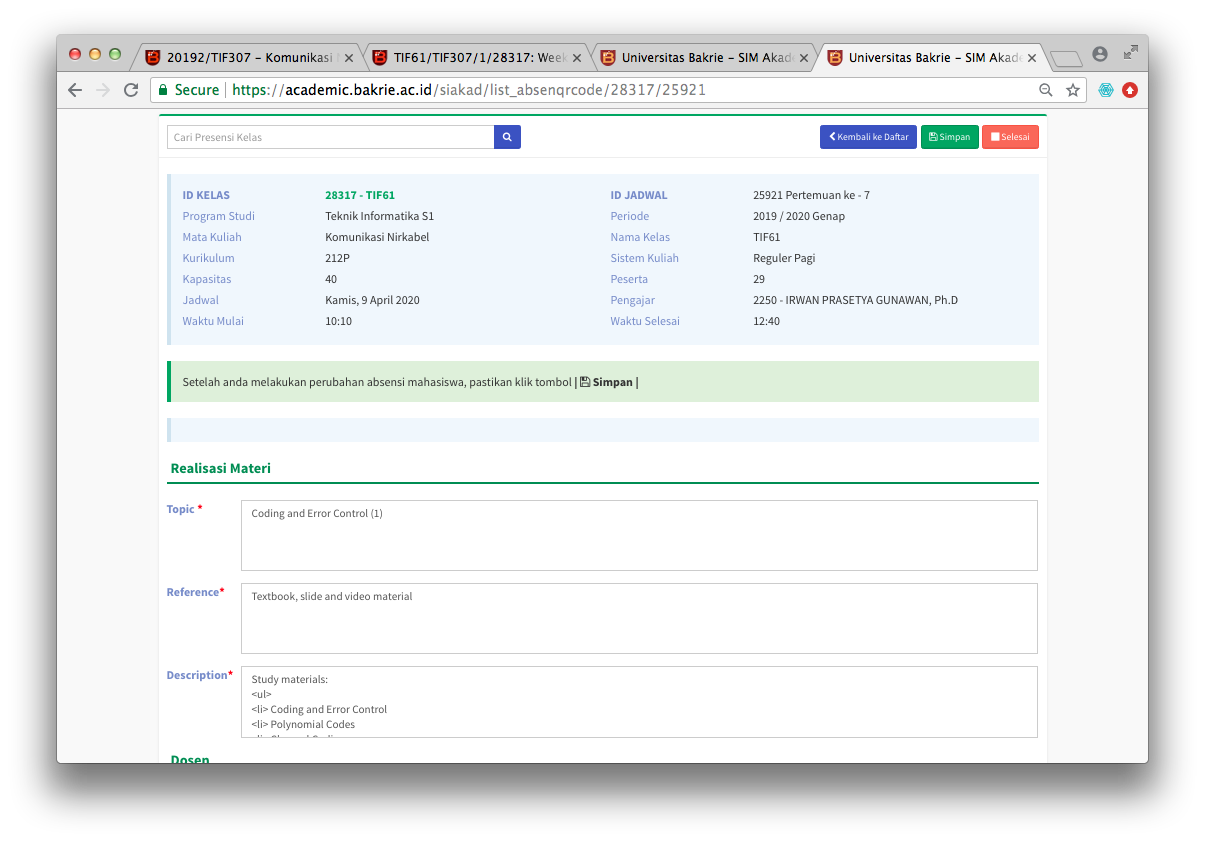 20192/TIF307 – Komunikasi
TIF61/TIF307/1/28317: Week
Universitas Bakrie – SIM Akad
Universitas Bakrie – SIM Akade
Secure
https://academic.bakrie.ac.id/siakad/list_absenqrcode/28317/25921
Cari Presensi Kelas
Kembali ke Daftar
Simpan
Selesai
ID KELAS 28317 - TIF61 ID JADWAL 25921 Pertemuan ke - 7
Program Studi Teknik Informatika S1 Periode 2019 / 2020 Genap
Mata Kuliah Komunikasi Nirkabel Nama Kelas TIF61
Kurikulum 212P Sistem Kuliah Reguler Pagi
Kapasitas 40 Peserta 29
Jadwal Kamis, 9 April 2020 Pengajar 2250 - IRWAN PRASETYA GUNAWAN, Ph.D
Waktu Mulai 10:10 Waktu Selesai 12:40
Setelah anda melakukan perubahan absensi mahasiswa, pastikan klik tombol | Simpan |
Realisasi Materi
Topic * Coding and Error Control (1)
Reference* Textbook, slide and video material
Description* Study materials:
<ul>
<li> Coding and Error Control
<li> Polynomial Codes
Dosen